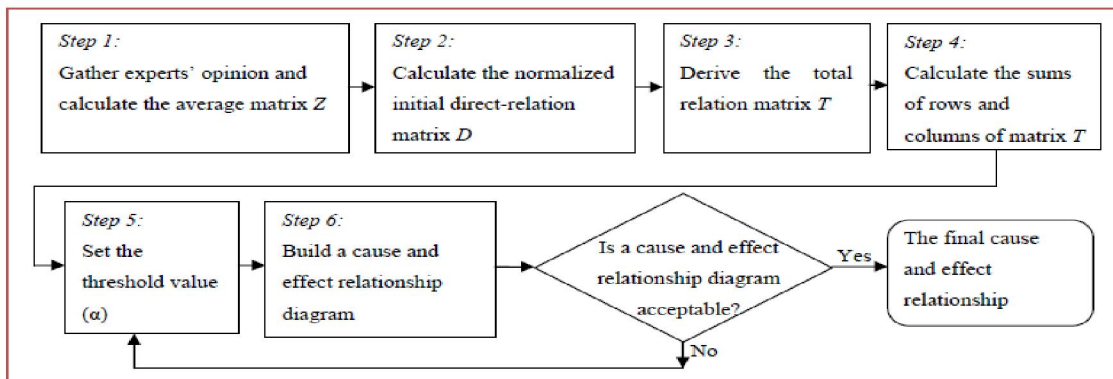 Step 1:
Gather experts’ opinion and
calculate the average matrix Z
Step 2:
Calculate the normalized
initial direct-relation
matrix D
Step 3:
Derive the total
relation matrix T
Step 4:
Calculate the sums
of rows and
columns of matrix T
Step 5:
Set the
threshold value
(α)
Step 6:
Build a cause and
effect relationship
diagram
Is a cause and effect
relationship diagram
acceptable?
Yes
No
The final cause
and effect
relationship